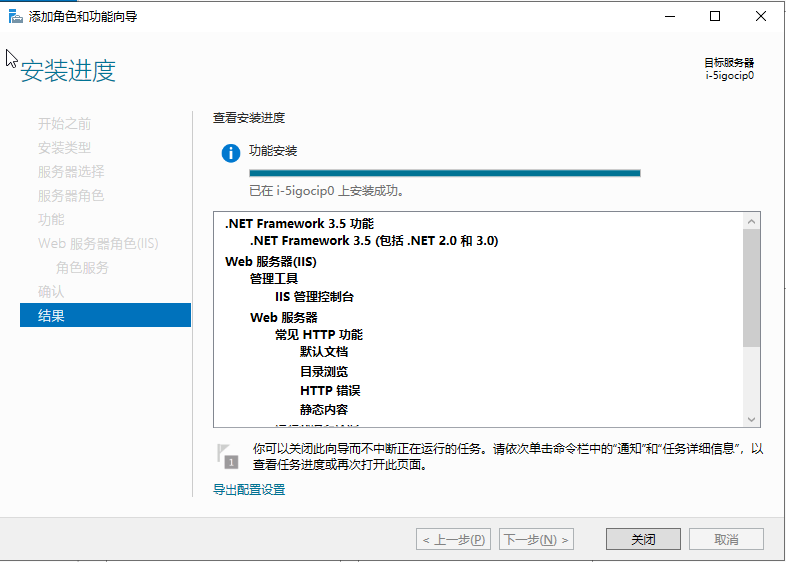 添加角色和功能向导
安装进度
目标服务器
i-5igocip0
开始之前
安装类型
服务器选择
服务器角色
功能
Web 服务器角色(IIS)
角色服务
确认
结果
查看安装进度
功能安装
已在 i-5igocip0 上安装成功。
.NET Framework 3.5 功能
.NET Framework 3.5 (包括 .NET 2.0 和 3.0)
Web 服务器(IIS)
管理工具
IIS 管理控制台
Web 服务器
常见 HTTP 功能
默认文档
目录浏览
HTTP 错误
静态内容
1
你可以关闭此向导而不中断正在运行的任务。请依次单击命令栏中的“通知”和“任务详细信息”，以
查看任务进度或再次打开此页面。
导出配置设置
< 上一步(P)
下一步(N) >
关闭
取消